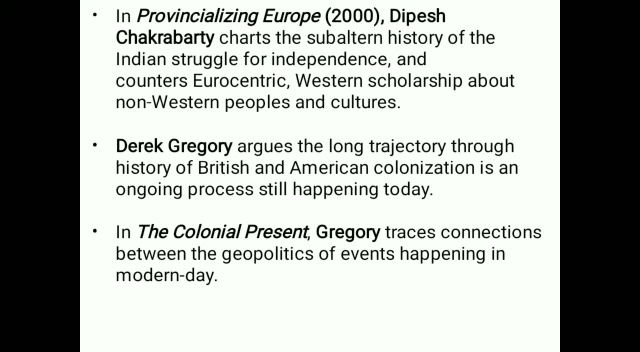 • In Provincializing Europe (2000), Dipesh
Chakrabarty charts the subaltern history of the
Indian struggle for independence, and
counters Eurocentric, Western scholarship about
non-Western peoples and cultures.
• Derek Gregory argues the long trajectory through
history of British and American colonization is an
ongoing process still happening today.
• In The Colonial Present, Gregory traces connections
between the geopolitics of events happening in
modern-day.